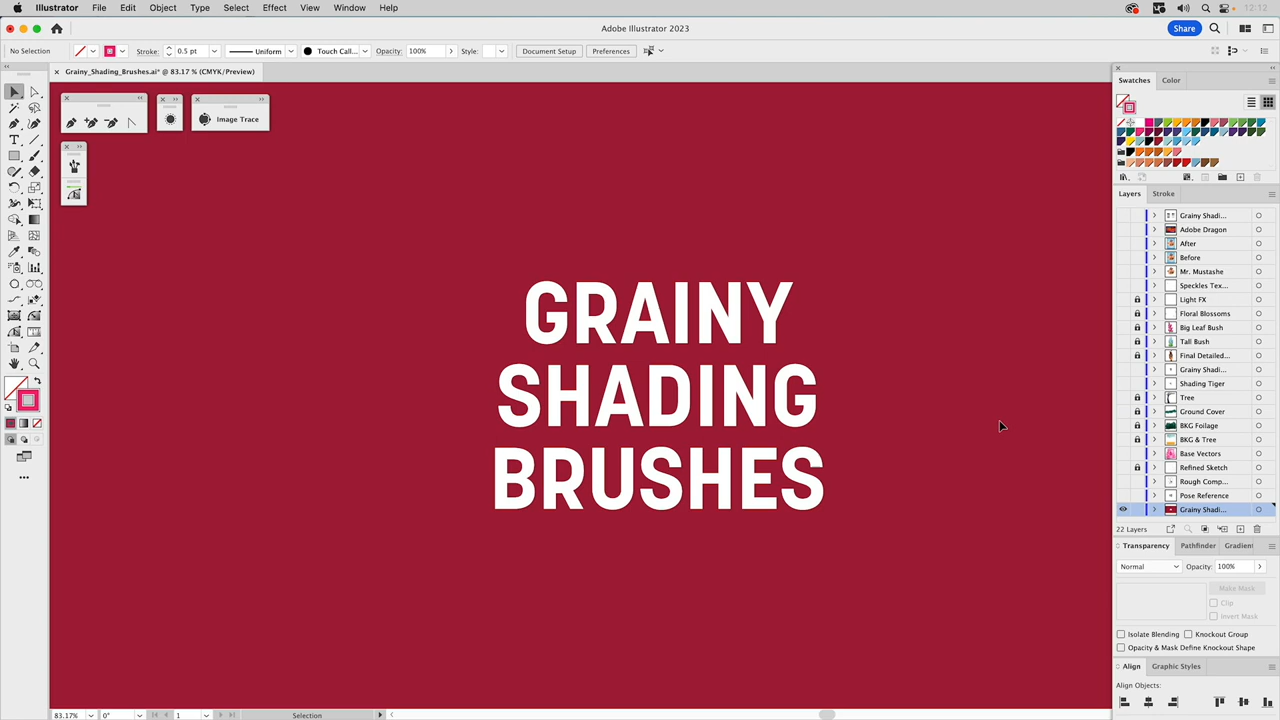 Illustrator File Edit Object Type Select Effect View Window Help 12:12
Adobe Illustrator 2023
Share
No Selection Stroke: 0.5 pt Uniform Touch Call... Opacity: 100% Style: Document Setup Preferences
Grainy_Shading_Brushes.ai* @ 83.17 % (CMYK/Preview)
Image Trace
GRAINY
SHADING
BRUSHES
Swatches Color
Layers Stroke
Grainy Shadi...
Adobe Dragon
After
Before
Mr. Mustashe
Speckles Tex...
Light FX
Floral Blossoms
Big Leaf Bush
Tall Bush
Final Detailed...
Grainy Shadi...
Shading Tiger
Tree
Ground Cover
BKG Foilage
BKG & Tree
Base Vectors
Refined Sketch
Rough Comp...
Pose Reference
Grainy Shadi...
22 Layers
Transparency Pathfinder Gradien
Normal Opacity: 100%
Make Mask
Clip
Invert Mask
Isolate Blending Knockout Group
Opacity & Mask Define Knockout Shape
Align Graphic Styles
Align Objects:
83.17% 0° 1 Selection